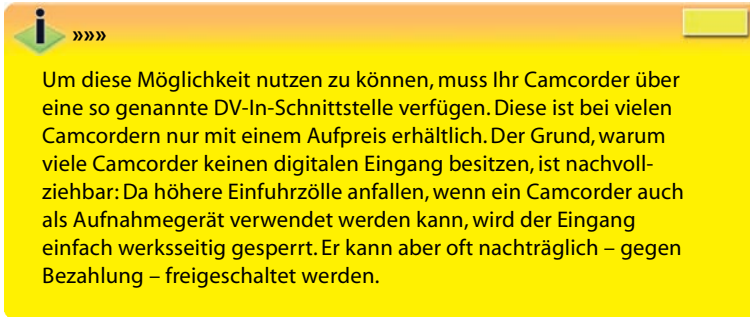 i »»»
Um diese Möglichkeit nutzen zu können, muss Ihr Camcorder über
eine so genannte DV-In-Schnittstelle verfügen. Diese ist bei vielen
Camcordern nur mit einem Aufpreis erhältlich. Der Grund, warum
viele Camcorder keinen digitalen Eingang besitzen, ist nachvoll-
ziehbar: Da höhere Einfuhrzölle anfallen, wenn ein Camcorder auch
als Aufnahmegerät verwendet werden kann, wird der Eingang
einfach werksseitig gesperrt. Er kann aber oft nachträglich – gegen
Bezahlung – freigeschaltet werden.